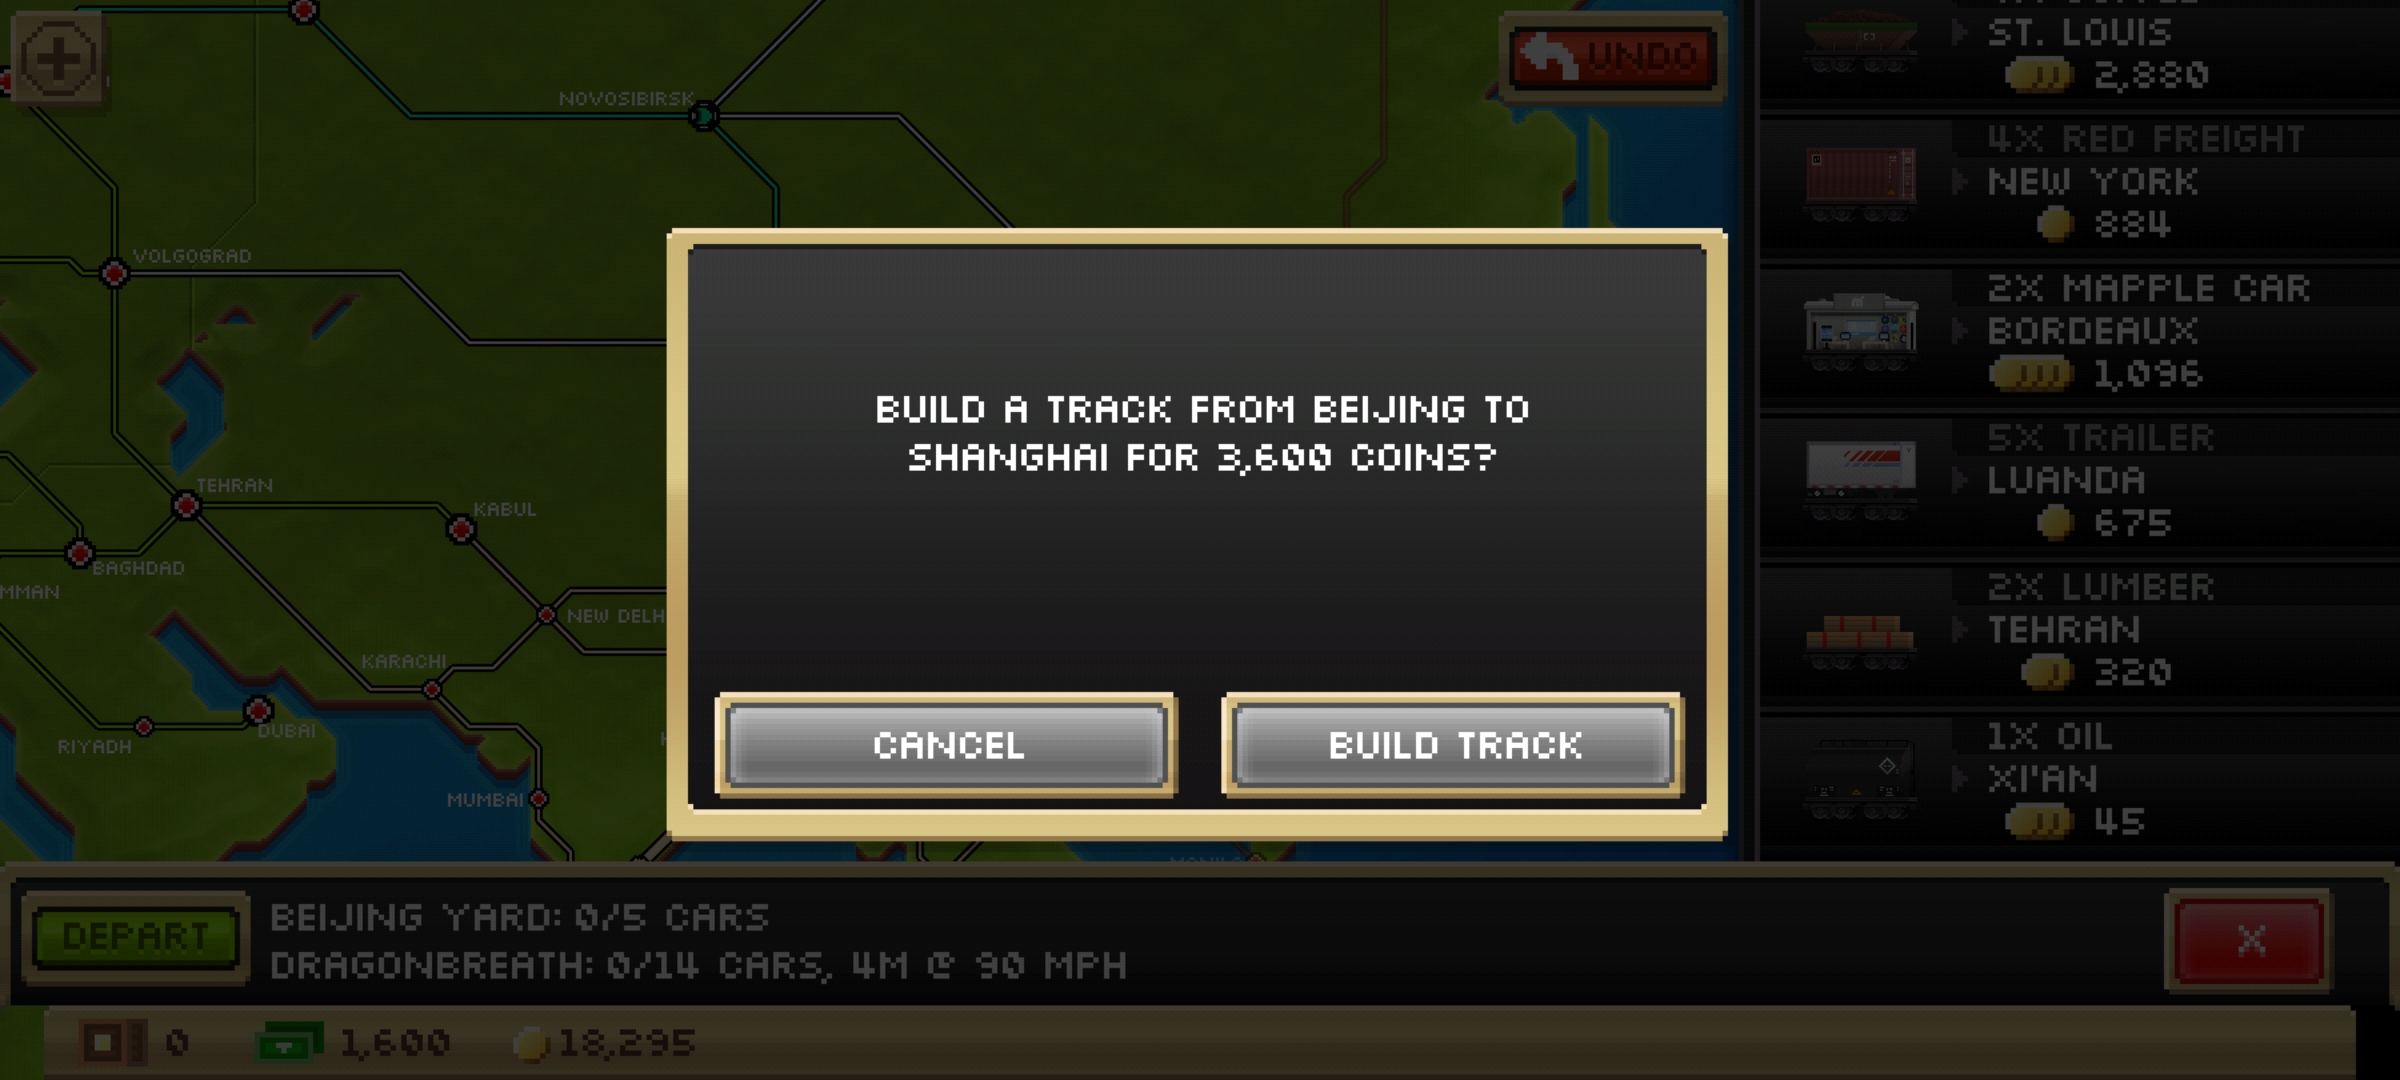 UNDO
NOVOSIBIRSK
VOLGOGRAD
TEHRAN
KABUL
BAGHDAD
MMAN
NEW DELH
KARACHI
RIYADH
DUBAI
MUMBAI
BUILD A TRACK FROM BEIJING TO
SHANGHAI FOR 3,600 COINS?
CANCEL
BUILD TRACK
ST. LOUIS
2,880
4X RED FREIGHT
NEW YORK
884
2X MAPPLE CAR
BORDEAUX
1,096
5X TRAILER
LUANDA
675
2X LUMBER
TEHRAN
320
1X OIL
XI'AN
45
DEPART
BEIJING YARD: 0/5 CARS
DRAGONBREATH: 0/14 CARS, 4M @ 90 MPH
X
0
1,600
18,295